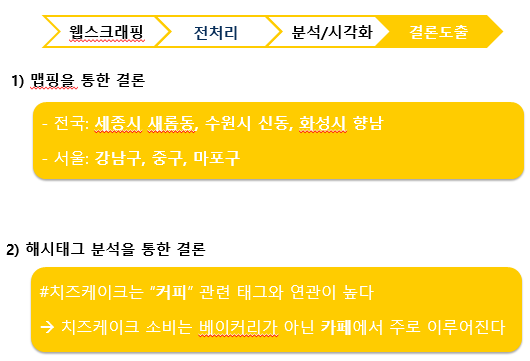 웹스크래핑 전처리 분석/시각화 결론도출
1) 맵핑을 통한 결론
- 전국: 세종시 새롬동, 수원시 신동, 화성시 향남
- 서울: 강남구, 중구, 마포구
2) 해시태그 분석을 통한 결론
#치즈케이크는 “커피” 관련 태그와 연관이 높다
→ 치즈케이크 소비는 베이커리가 아닌 카페에서 주로 이루어진다